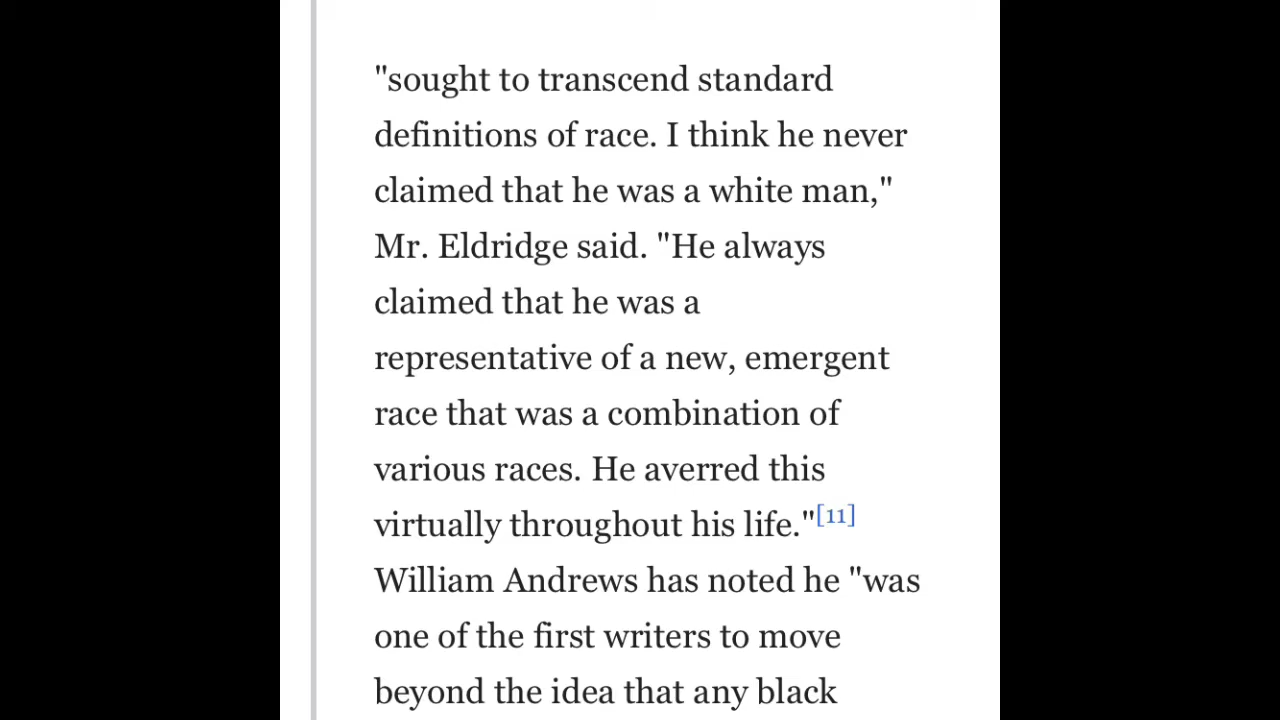 "sought to transcend standard
definitions of race. I think he never
claimed that he was a white man,"
Mr. Eldridge said. "He always
claimed that he was a
representative of a new, emergent
race that was a combination of
various races. He averred this
virtually throughout his life."[11]
William Andrews has noted he "was
one of the first writers to move
beyond the idea that any black